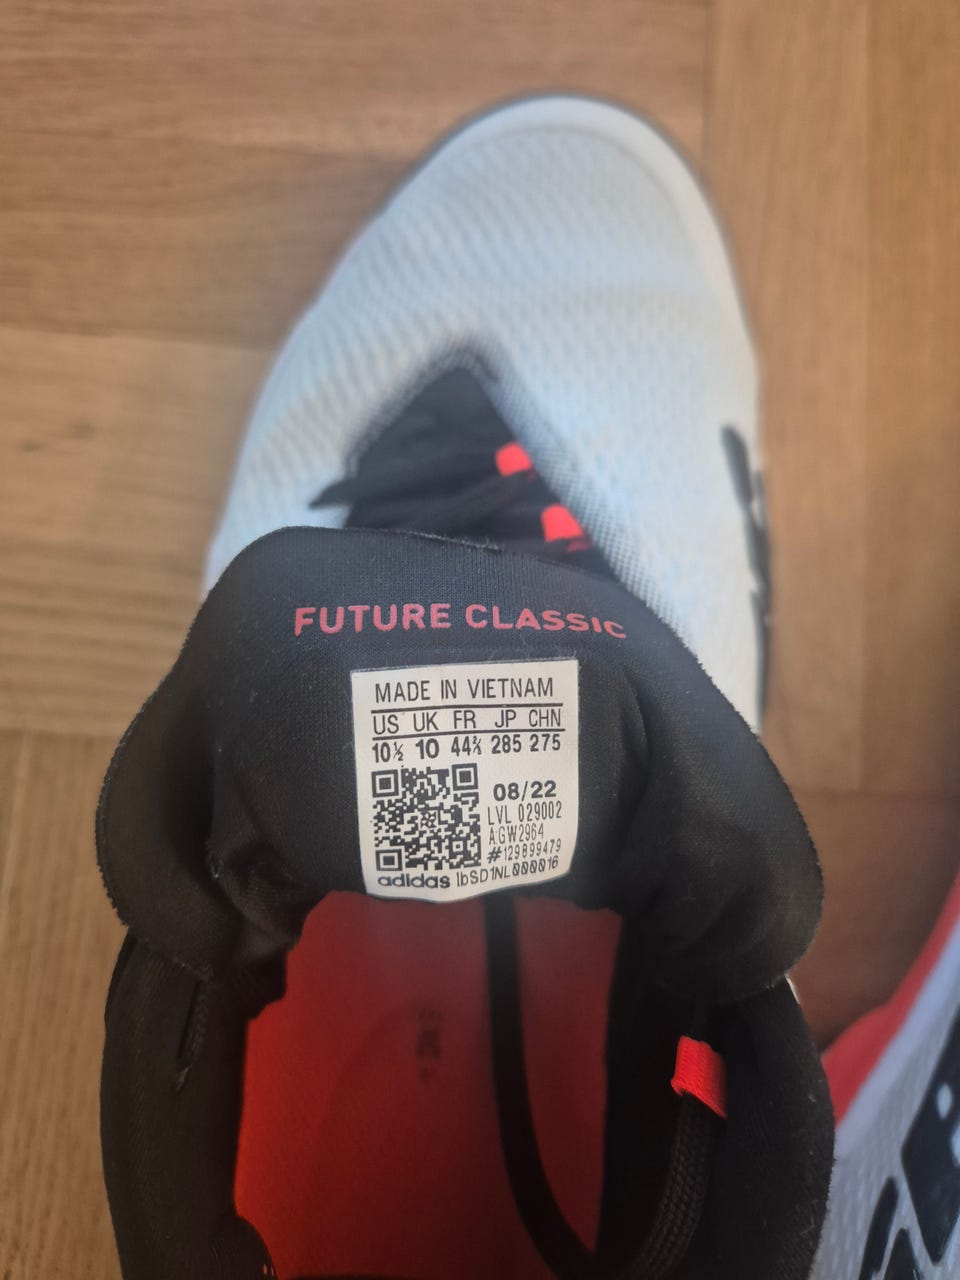 FUTURE CLASSIC
MADE IN VIETNAM
US UK FR JP CHN
10½ 10 44⅔ 285 275
08/22
LVL 029002
A:GW2964
#129899479
adidas IbSD1NL000016